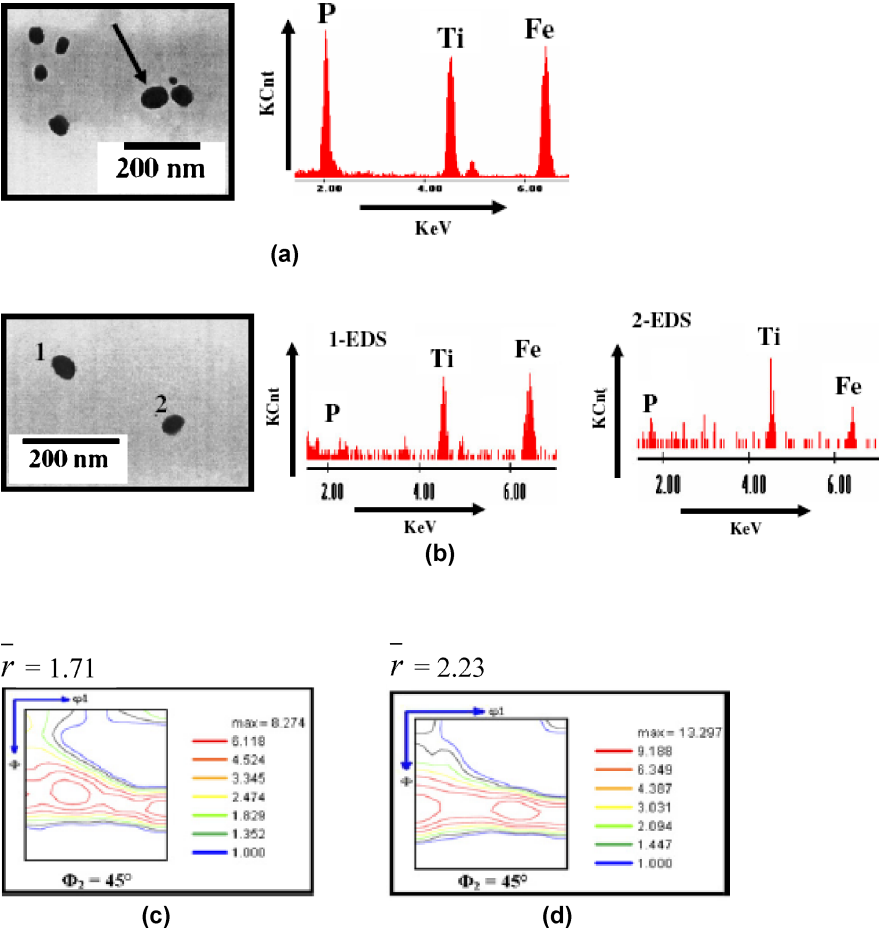 P
Ti
Fe
KCnt
200 nm
2.00 4.00 6.00
KeV
(a)
1
2
200 nm
1-EDS
P
Ti
Fe
KCnt
2.00 4.00 6.00
KeV
2-EDS
P
Ti
Fe
KCnt
2.00 4.00 6.00
KeV
(b)
r̅ = 1.71
φ1
Φ
max = 8.274
6.118
4.524
3.345
2.474
1.829
1.352
1.000
Φ₂ = 45°
(c)
r̅ = 2.23
φ1
Φ
max = 13.297
9.188
6.349
4.387
3.031
2.094
1.447
1.000
Φ₂ = 45°
(d)